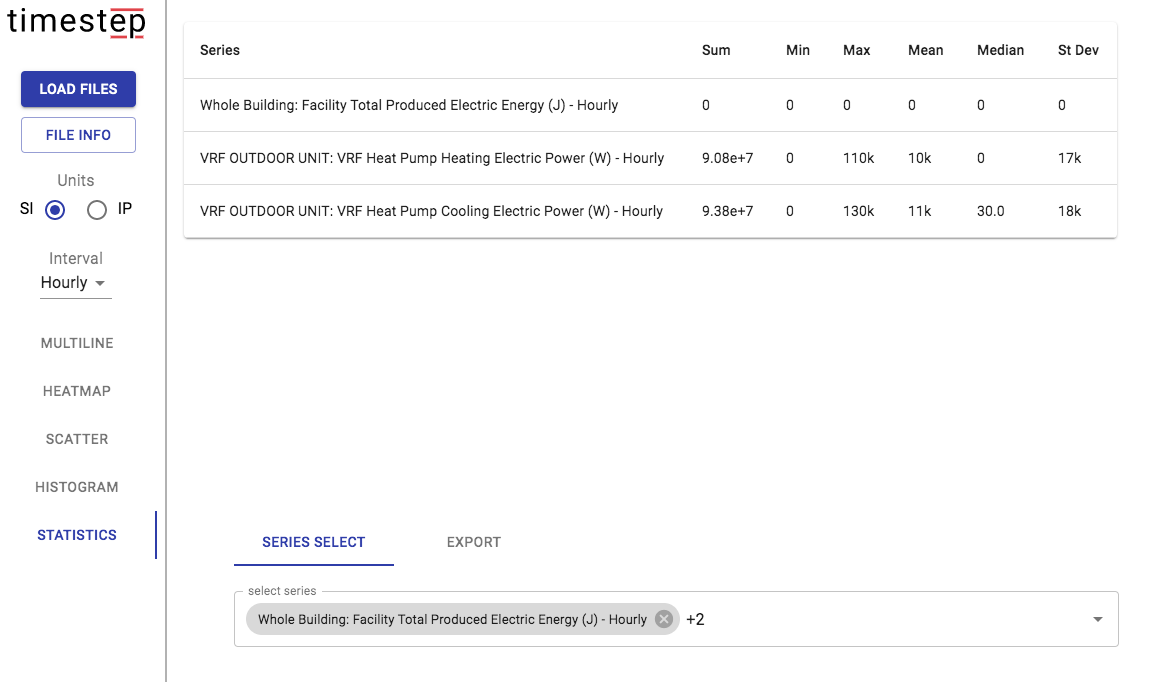 timestep
LOAD FILES
FILE INFO
Units
SI IP
Interval
Hourly
MULTILINE
HEATMAP
SCATTER
HISTOGRAM
STATISTICS
Series Sum Min Max Mean Median St Dev
Whole Building: Facility Total Produced Electric Energy (J) - Hourly 0 0 0 0 0 0
VRF OUTDOOR UNIT: VRF Heat Pump Heating Electric Power (W) - Hourly 9.08e+7 0 110k 10k 0 17k
VRF OUTDOOR UNIT: VRF Heat Pump Cooling Electric Power (W) - Hourly 9.38e+7 0 130k 11k 30.0 18k
SERIES SELECT EXPORT
select series
Whole Building: Facility Total Produced Electric Energy (J) - Hourly +2